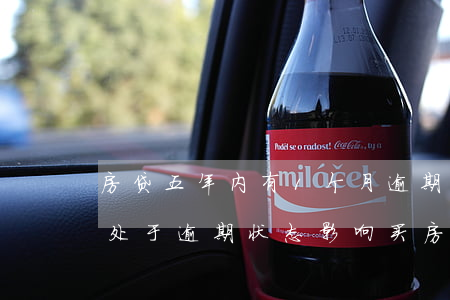 Poděl se o radost! Coca-Cola, ty a
miláček
房贷五年内有1个月逾期
处于逾期状态影响买房